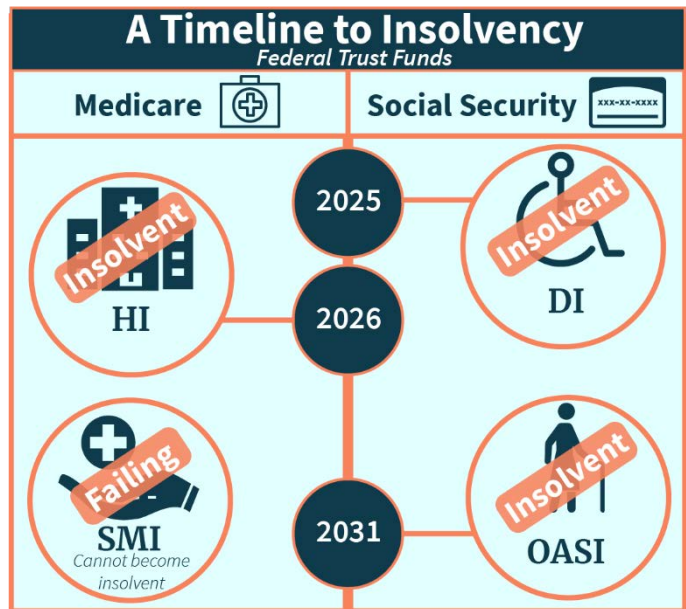 A Timeline to Insolvency
Federal Trust Funds
Medicare
Social Security
xxx-xx-xxxx
2025
Insolvent
DI
Insolvent
HI
2026
Failing
SMI
Cannot become
insolvent
2031
Insolvent
OASI